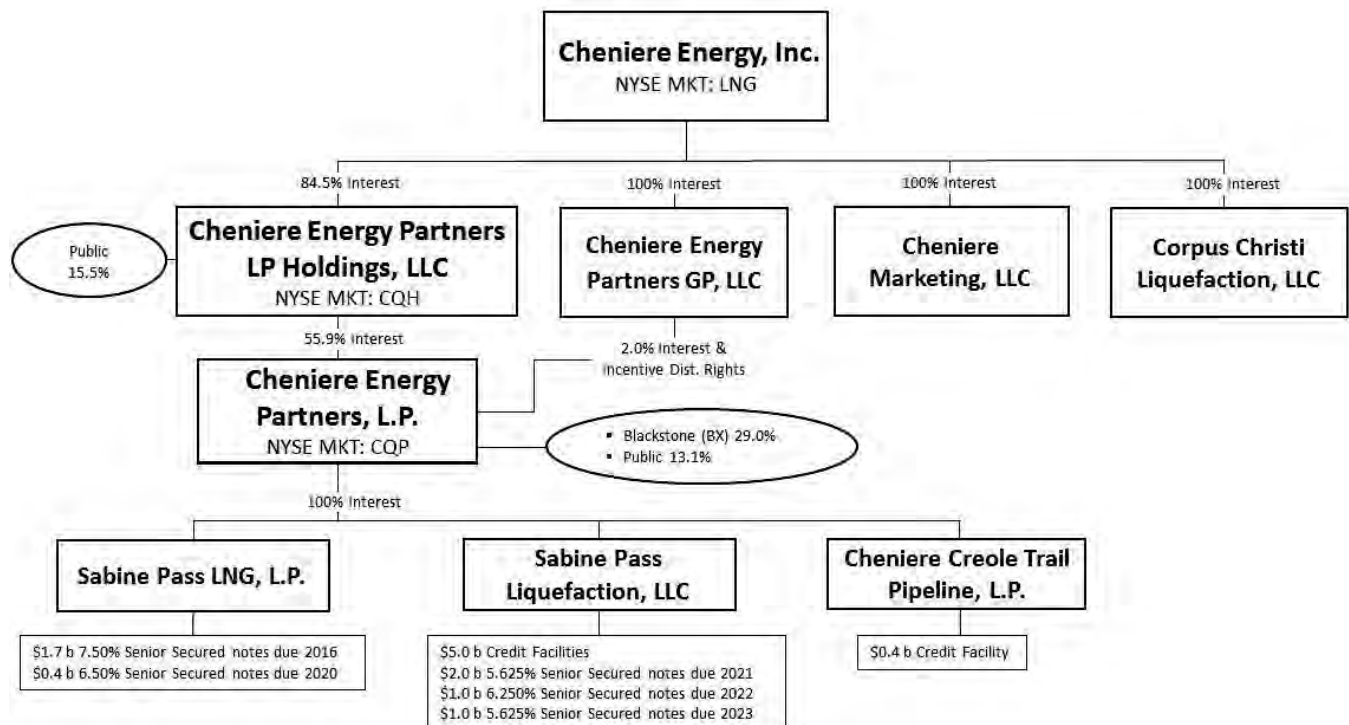 Cheniere Energy, Inc.
NYSE MKT: LNG
84.5% Interest
100% Interest
100% Interest
100% Interest
Public
15.5%
Cheniere Energy Partners
LP Holdings, LLC
NYSE MKT: CQH
Cheniere Energy
Partners GP, LLC
Cheniere
Marketing, LLC
Corpus Christi
Liquefaction, LLC
55.9% Interest
2.0% Interest &
Incentive Dist. Rights
Cheniere Energy
Partners, L.P.
NYSE MKT: CQP
▪ Blackstone (BX) 29.0%
▪ Public 13.1%
100% Interest
Sabine Pass LNG, L.P.
Sabine Pass
Liquefaction, LLC
Cheniere Creole Trail
Pipeline, L.P.
$1.7 b 7.50% Senior Secured notes due 2016
$0.4 b 6.50% Senior Secured notes due 2020
$5.0 b Credit Facilities
$2.0 b 5.625% Senior Secured notes due 2021
$1.0 b 6.250% Senior Secured notes due 2022
$1.0 b 5.625% Senior Secured notes due 2023
$0.4 b Credit Facility